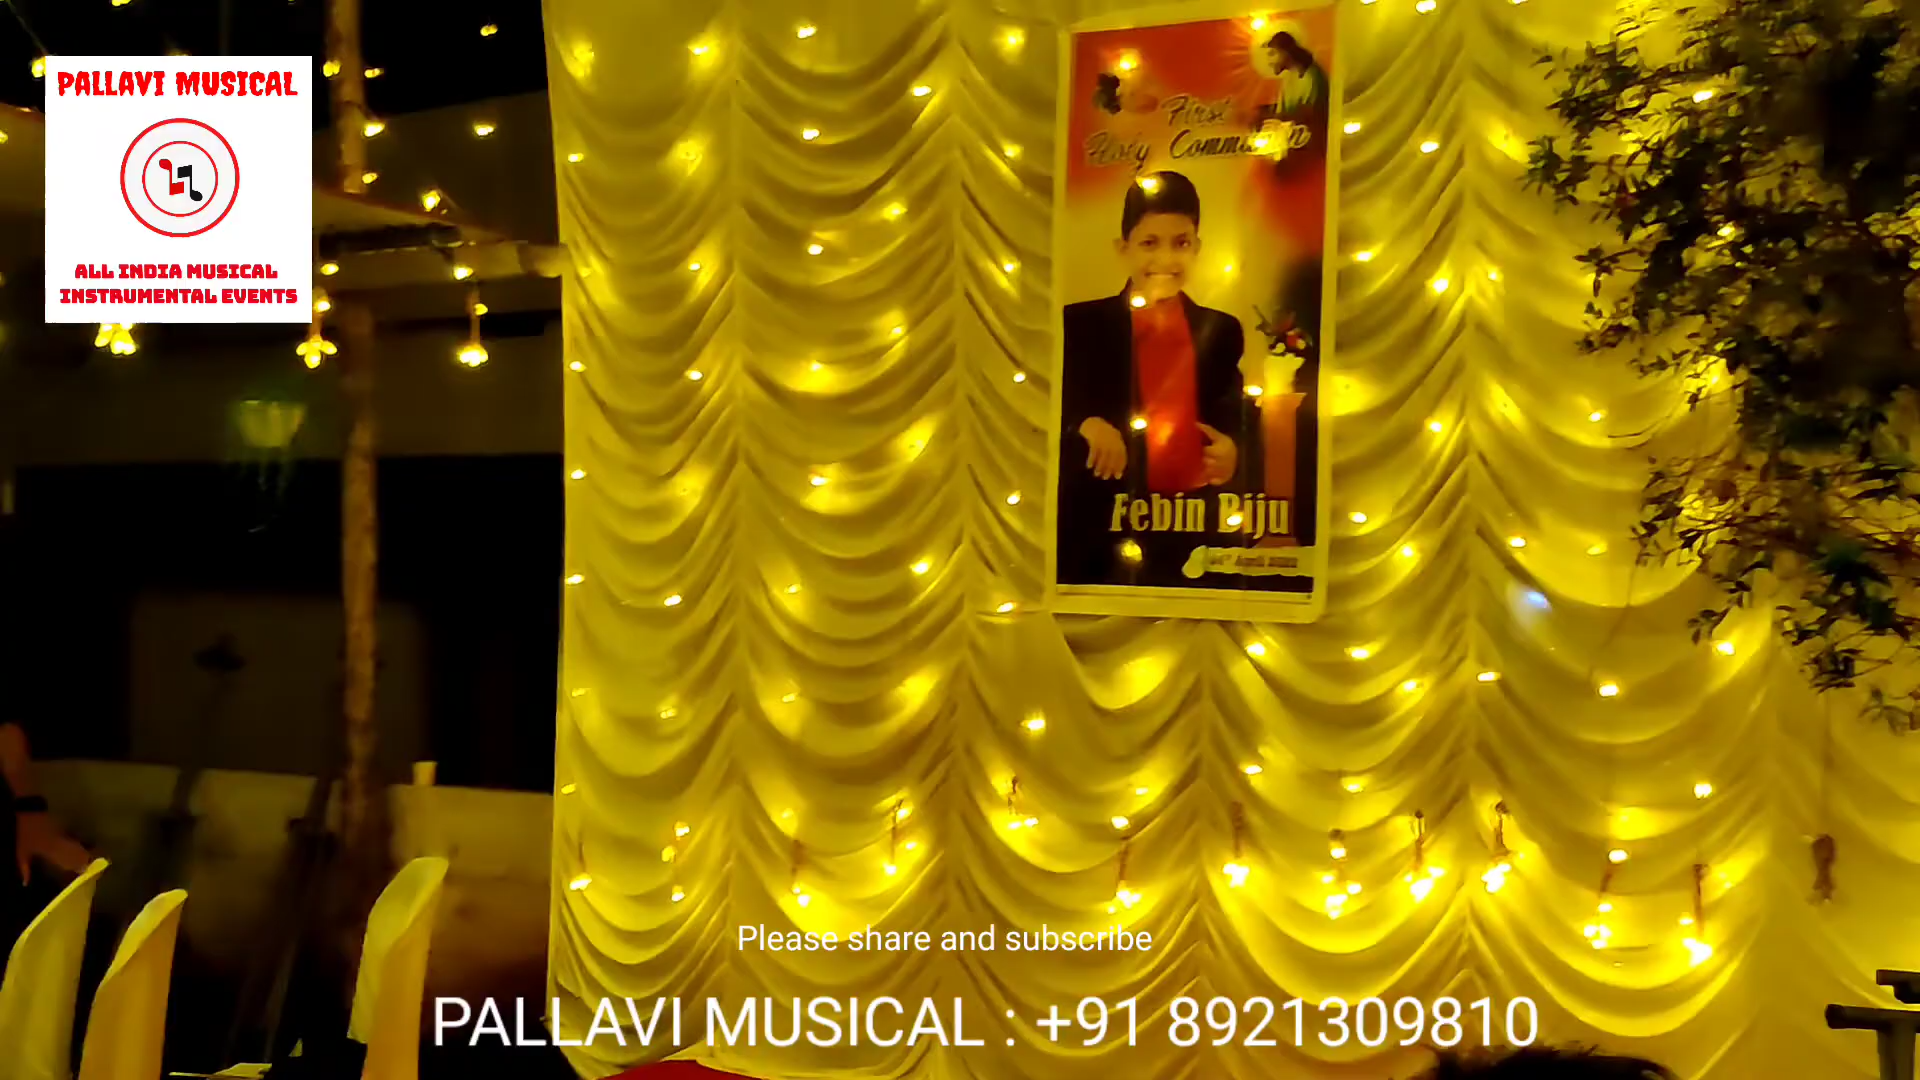 PALLAVI MUSICAL
ALL INDIA MUSICAL
INSTRUMENTAL EVENTS
First
Holy Communion
Febin Biju
April
Please share and subscribe
PALLAVI MUSICAL : +91 8921309810